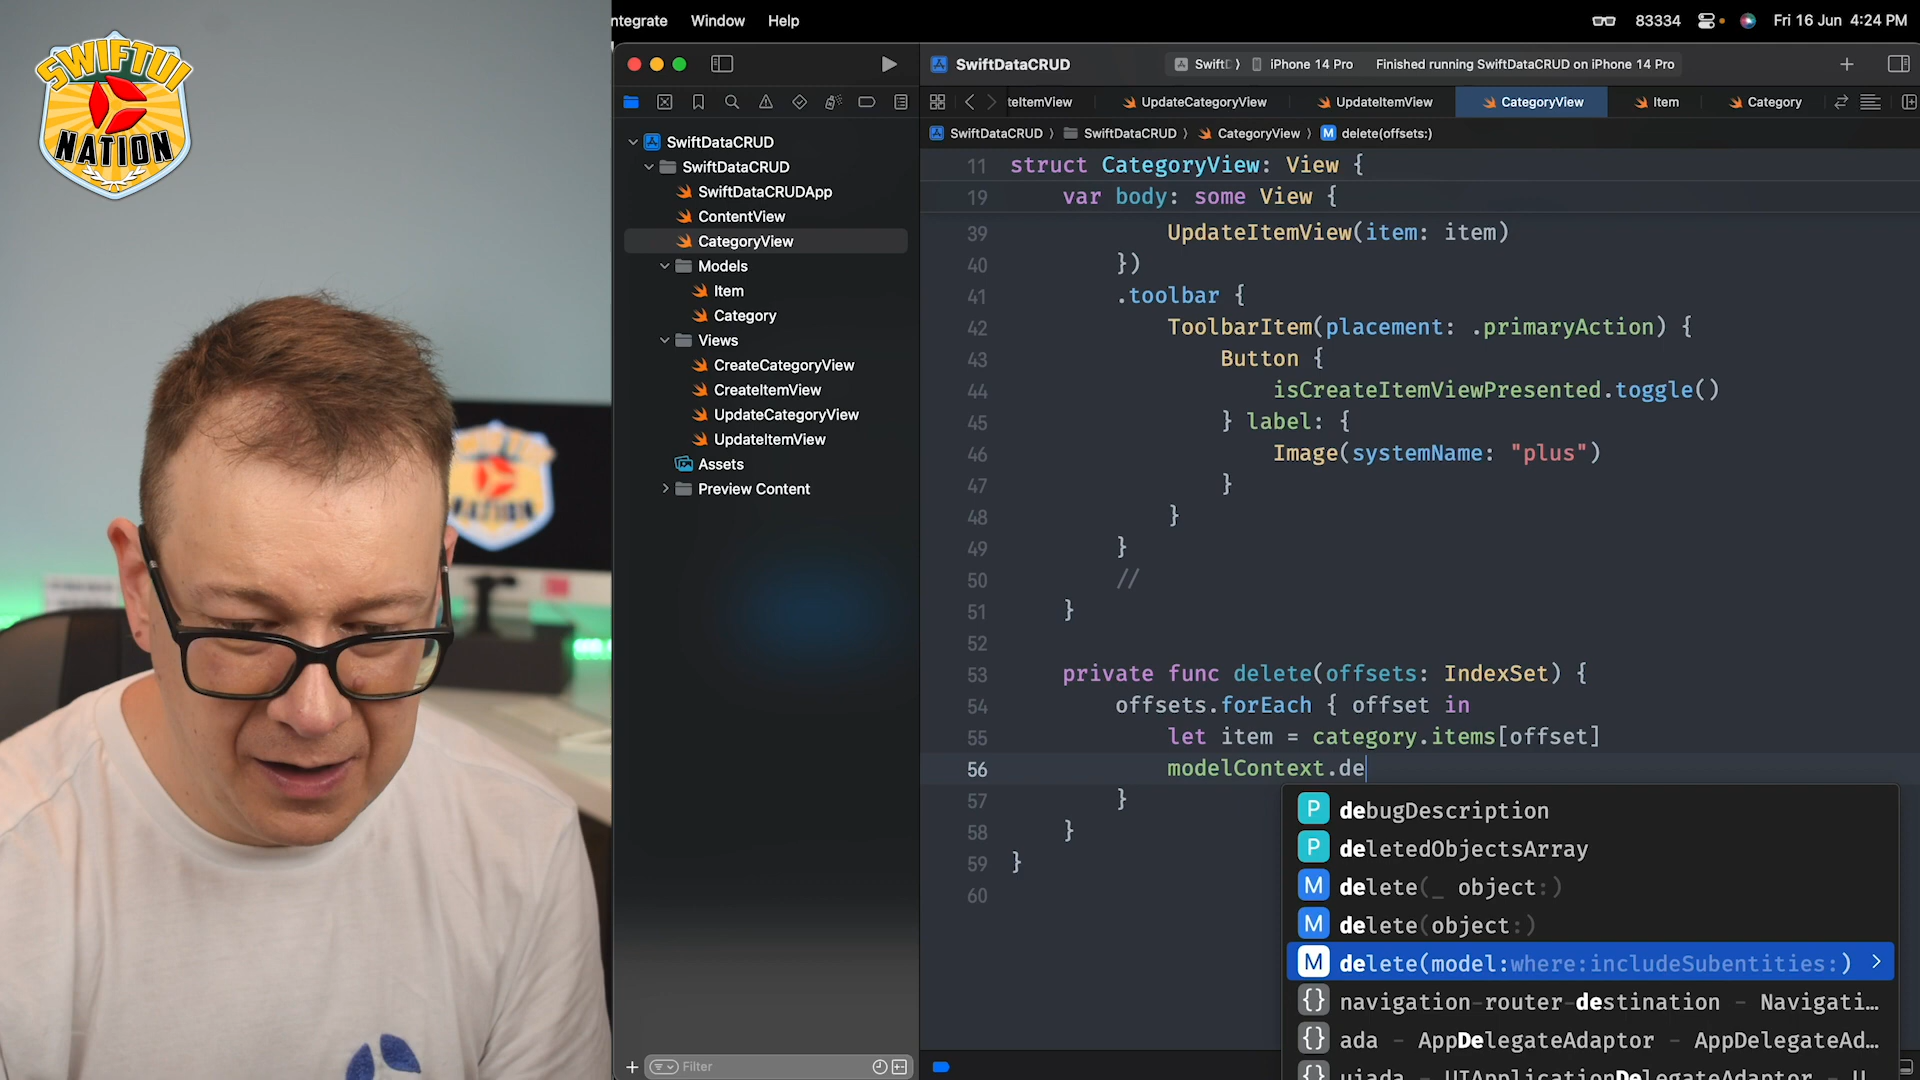 SWIFTUI
NATION
NATION
ntegrate Window Help
83334
Fri 16 Jun 4:24 PM
SwiftDataCRUD
SwiftD
iPhone 14 Pro
Finished running SwiftDataCRUD on iPhone 14 Pro
teItemView
UpdateCategoryView
UpdateItemView
CategoryView
Item
Category
SwiftDataCRUD
SwiftDataCRUD
CategoryView
M delete(offsets:)
SwiftDataCRUD
SwiftDataCRUD
SwiftDataCRUDApp
ContentView
CategoryView
Models
Item
Category
Views
CreateCategoryView
CreateItemView
UpdateCategoryView
UpdateItemView
Assets
Preview Content
Filter
11 struct CategoryView: View {
19 var body: some View {
39 UpdateItemView(item: item)
40 })
41 .toolbar {
42 ToolbarItem(placement: .primaryAction) {
43 Button {
44 isCreateItemViewPresented.toggle()
45 } label: {
46 Image(systemName: "plus")
47 }
48 }
49 }
50 //
51 }
52
53 private func delete(offsets: IndexSet) {
54 offsets.forEach { offset in
55 let item = category.items[offset]
56 modelContext.de
57 }
58 }
59 }
60
P debugDescription
P deletedObjectsArray
M delete(_ object:)
M delete(object:)
M delete(model:where:includeSubentities:)
{} navigation-router-destination - Navigati…
{} ada - AppDelegateAdaptor - AppDelegateAd…
{} uiada - UIApplicationDelegateAdaptor - U